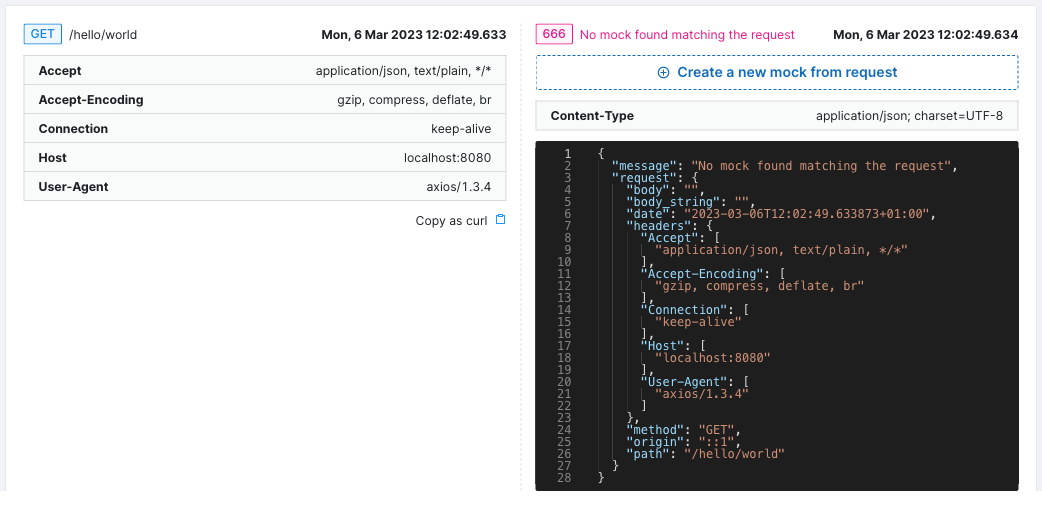 GET /hello/world Mon, 6 Mar 2023 12:02:49.633
Accept application/json, text/plain, */*
Accept-Encoding gzip, compress, deflate, br
Connection keep-alive
Host localhost:8080
User-Agent axios/1.3.4
Copy as curl
666 No mock found matching the request Mon, 6 Mar 2023 12:02:49.634
Create a new mock from request
Content-Type application/json; charset=UTF-8
1 {
2 "message": "No mock found matching the request",
3 "request": {
4 "body": "",
5 "body_string": "",
6 "date": "2023-03-06T12:02:49.633873+01:00",
7 "headers": {
8 "Accept": [
9 "application/json, text/plain, */*"
10 ],
11 "Accept-Encoding": [
12 "gzip, compress, deflate, br"
13 ],
14 "Connection": [
15 "keep-alive"
16 ],
17 "Host": [
18 "localhost:8080"
19 ],
20 "User-Agent": [
21 "axios/1.3.4"
22 ]
23 },
24 "method": "GET",
25 "origin": "::1",
26 "path": "/hello/world"
27 }
28 }